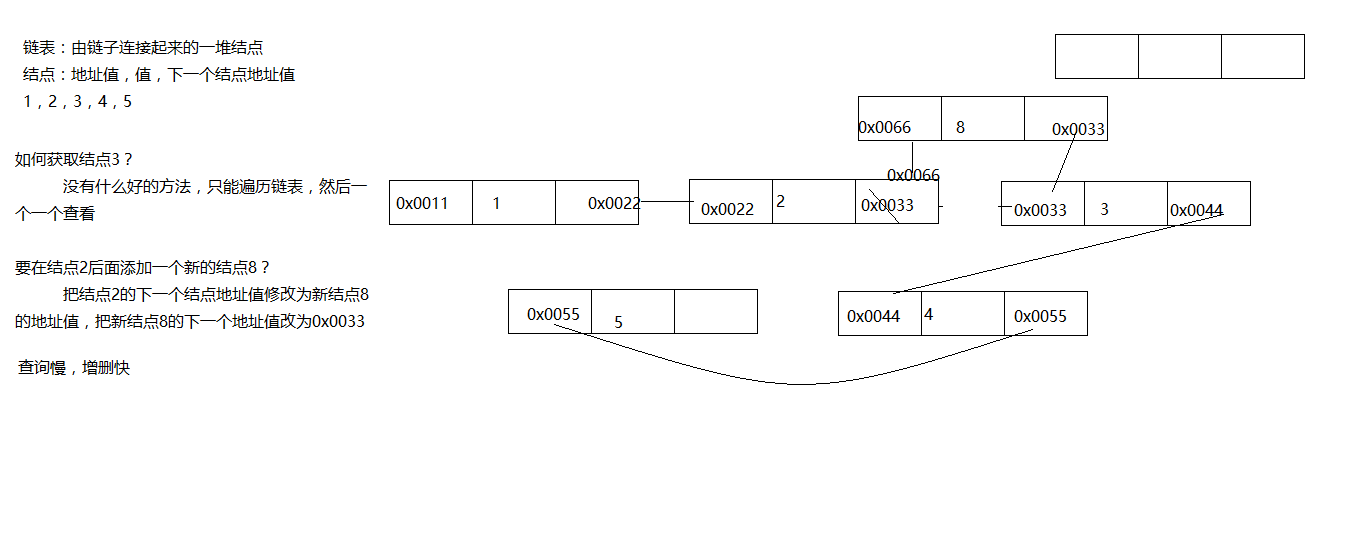 链表：由链子连接起来的一堆结点
结点：地址值，值，下一个结点地址值
1，2，3，4，5
如何获取结点3？
没有什么好的方法，只能遍历链表，然后一
个一个查看
要在结点2后面添加一个新的结点8？
把结点2的下一个结点地址值修改为新结点8
的地址值，把新结点8的下一个地址值改为0x0033
查询慢，增删快
0x0066 8 0x0033
0x0066
0x0011 1 0x0022
0x0022 2 0x0033
0x0033 3 0x0044
0x0055 5
0x0044 4 0x0055